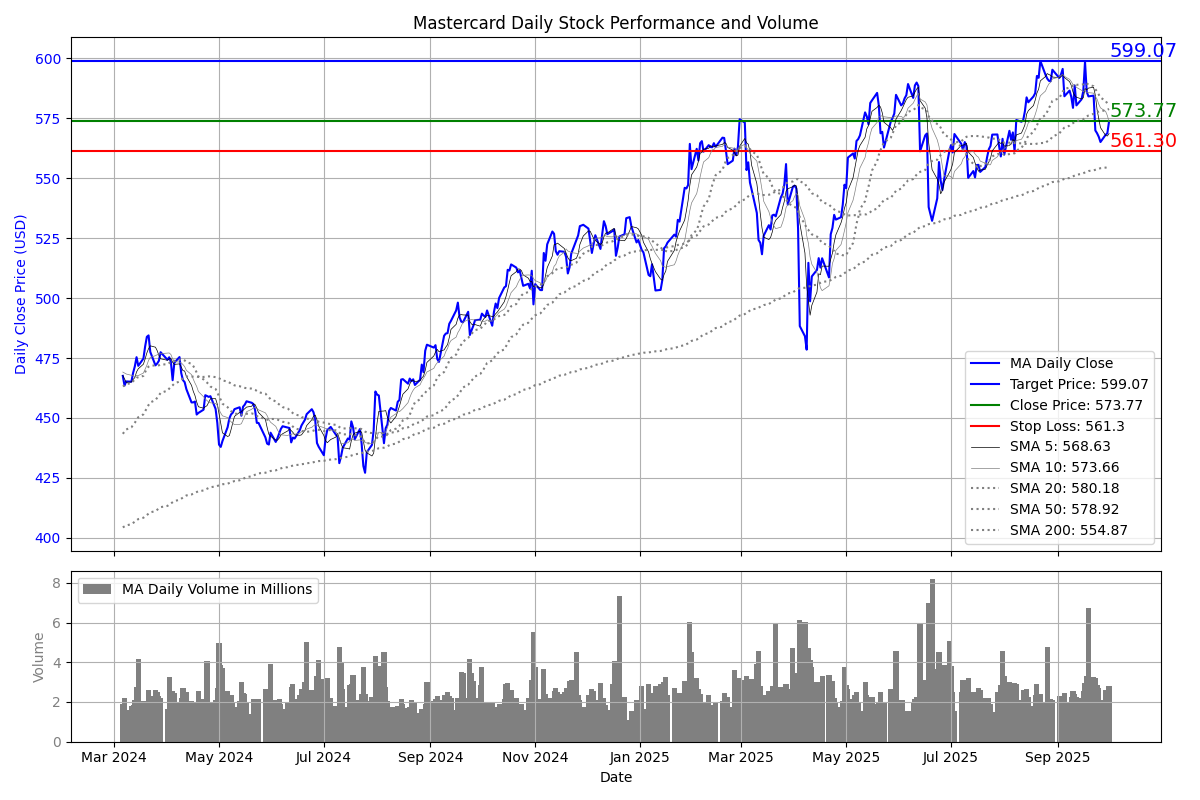 Mastercard Daily Stock Performance and Volume
Daily Close Price (USD)
600
575
550
525
500
475
450
425
400
599.07
573.77
561.30
MA Daily Close
Target Price: 599.07
Close Price: 573.77
Stop Loss: 561.3
SMA 5: 568.63
SMA 10: 573.66
SMA 20: 580.18
SMA 50: 578.92
SMA 200: 554.87
Volume
8
6
4
2
0
MA Daily Volume in Millions
Mar 2024 May 2024 Jul 2024 Sep 2024 Nov 2024 Jan 2025 Mar 2025 May 2025 Jul 2025 Sep 2025
Date